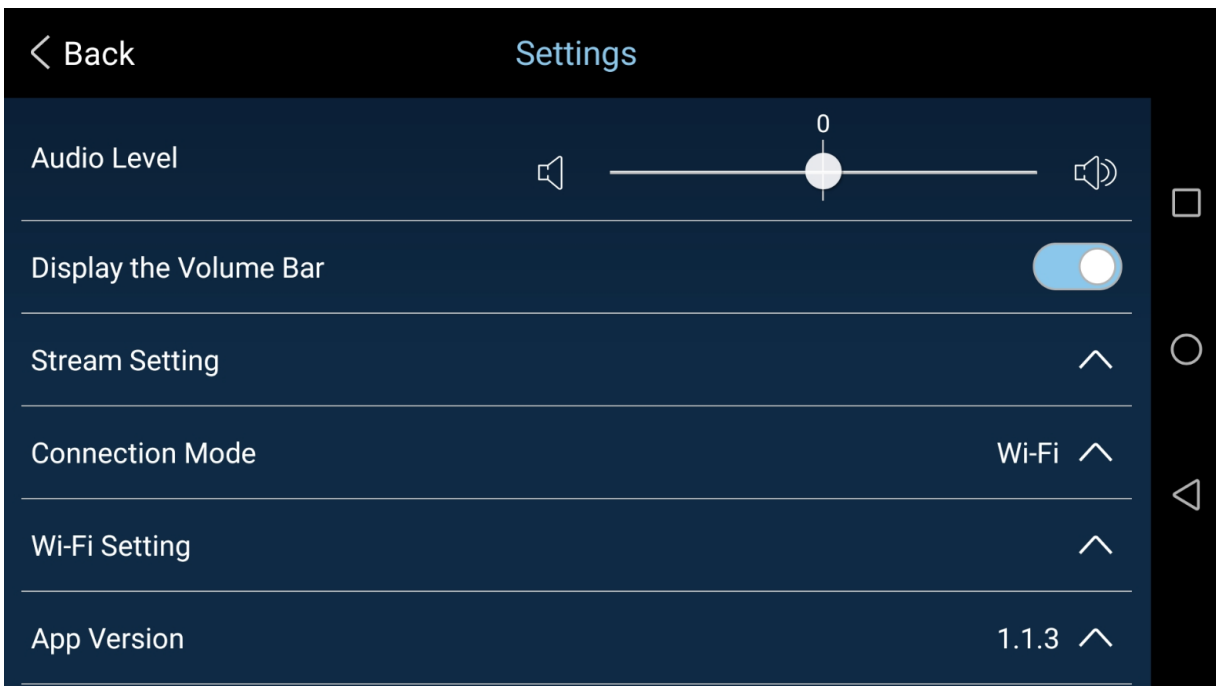 Back
Settings
0
Audio Level
Display the Volume Bar
Stream Setting
Connection Mode
Wi-Fi
Wi-Fi Setting
App Version
1.1.3